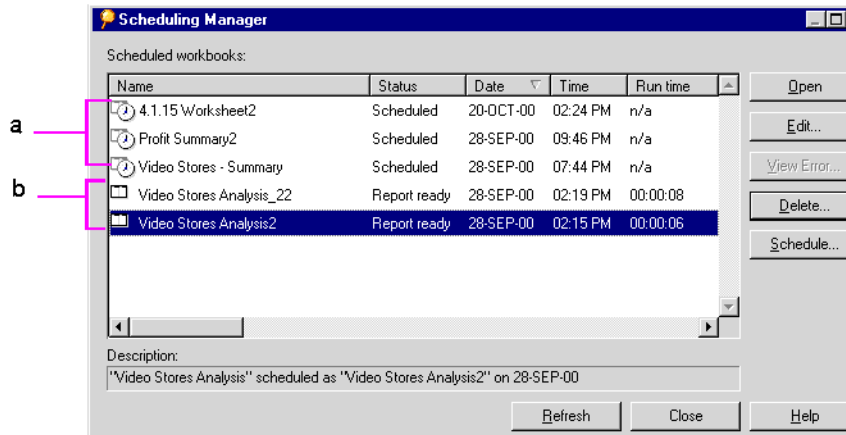 Scheduling Manager
Scheduled workbooks:
Name Status Date Time Run time
4.1.15 Worksheet2 Scheduled 20-OCT-00 02:24 PM n/a
Profit Summary2 Scheduled 28-SEP-00 09:46 PM n/a
Video Stores - Summary Scheduled 28-SEP-00 07:44 PM n/a
Video Stores Analysis_22 Report ready 28-SEP-00 02:19 PM 00:00:08
Video Stores Analysis2 Report ready 28-SEP-00 02:15 PM 00:00:06
a
b
Open
Edit...
View Error...
Delete...
Schedule...
Description:
"Video Stores Analysis" scheduled as "Video Stores Analysis2" on 28-SEP-00
Refresh Close Help